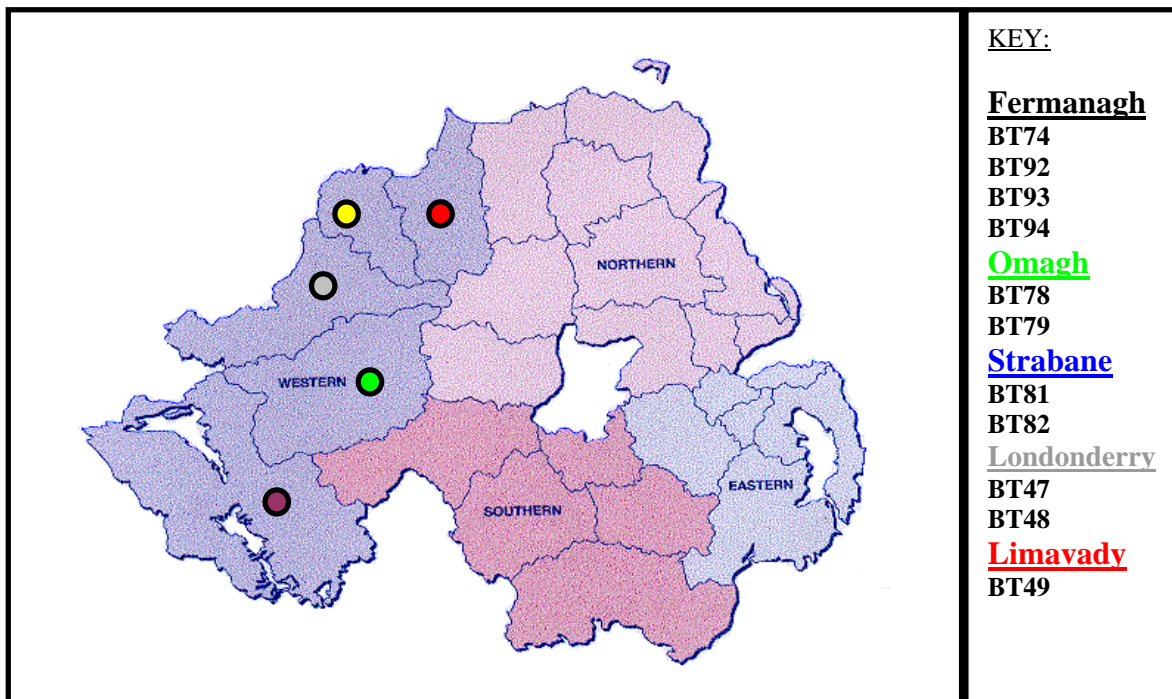 NORTHERN
WESTERN
SOUTHERN
EASTERN
KEY:
Fermanagh
BT74
BT92
BT93
BT94
Omagh
BT78
BT79
Strabane
BT81
BT82
Londonderry
BT47
BT48
Limavady
BT49